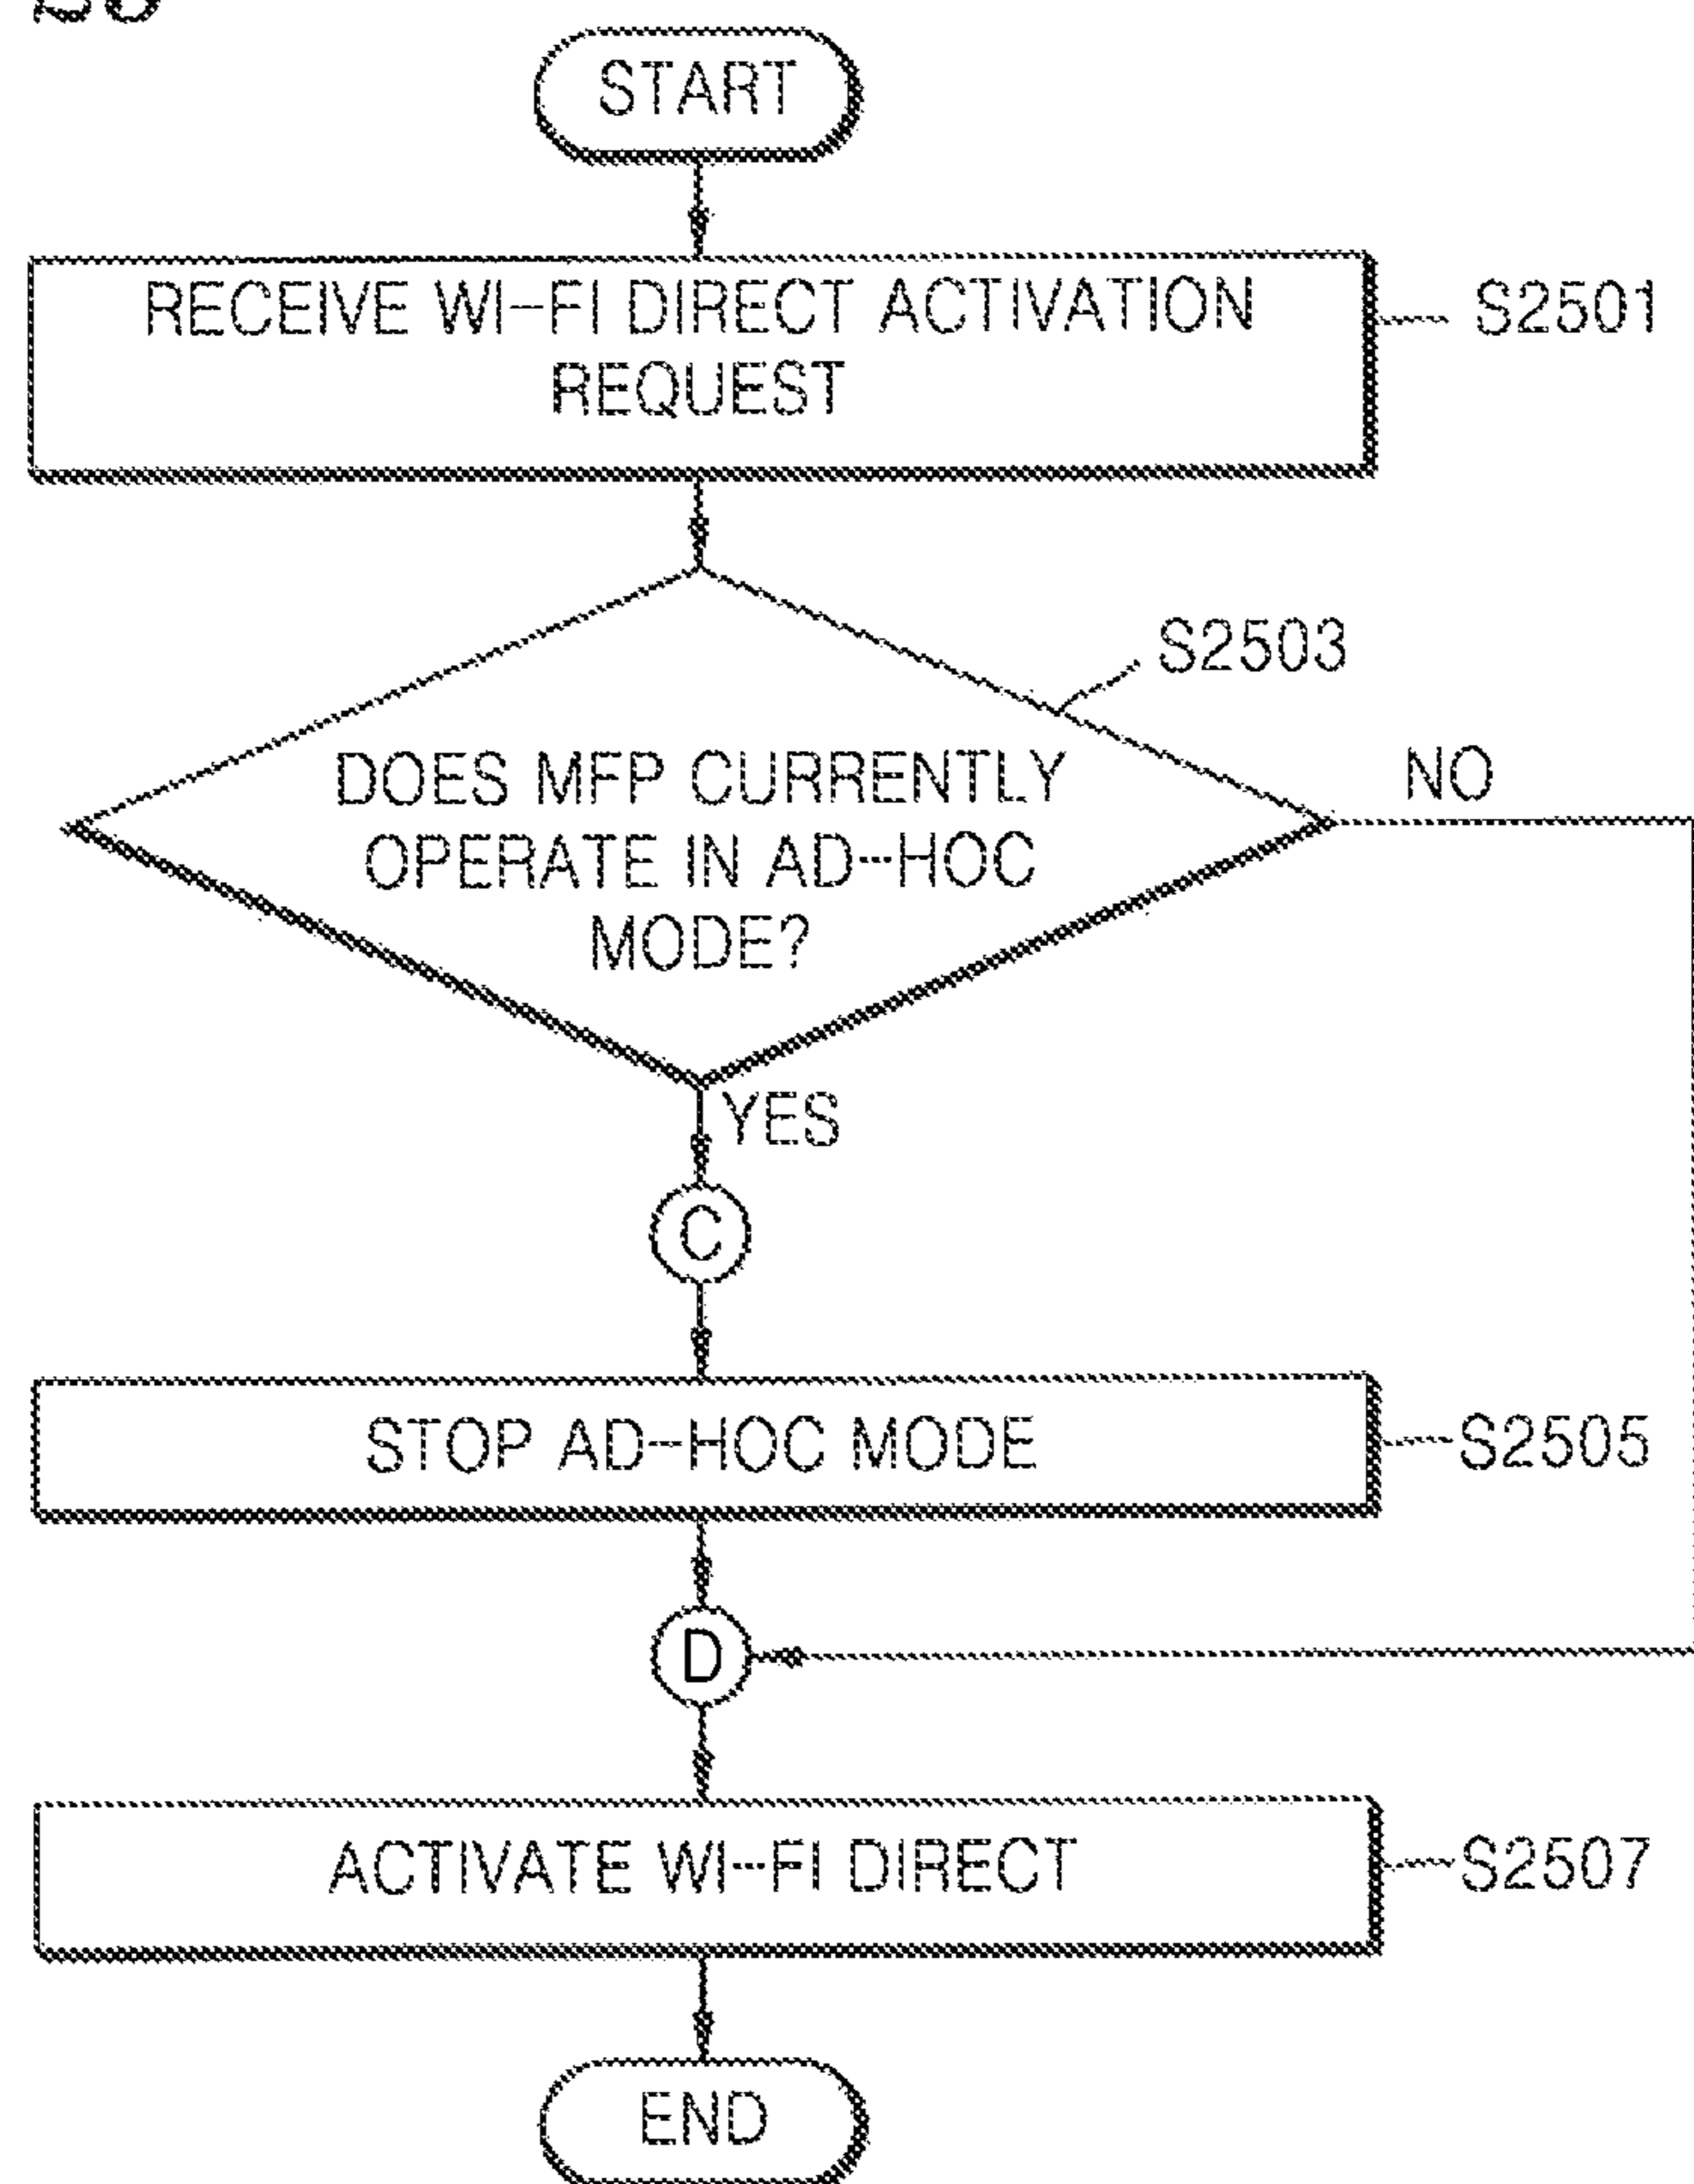 START
RECEIVE WI-FI DIRECT ACTIVATION
REQUEST
S2501
S2503
DOES MFP CURRENTLY
OPERATE IN AD-HOC
MODE?
NO
YES
C
STOP AD-HOC MODE
S2505
D
ACTIVATE WI-FI DIRECT
S2507
END